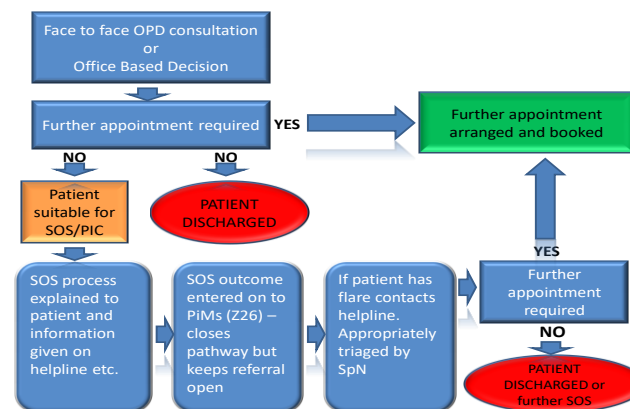 Face to face OPD consultation
or
Office Based Decision
Further appointment required
YES
Further appointment
arranged and booked
NO
NO
Patient
suitable for
SOS/PIC
PATIENT
DISCHARGED
YES
SOS process
explained to
patient and
information
given on
helpline etc.
SOS outcome
entered on to
PiMs (Z26) –
closes
pathway but
keeps referral
open
If patient has
flare contacts
helpline.
Appropriately
triaged by
SpN
Further
appointment
required
NO
PATIENT
DISCHARGED or
further SOS